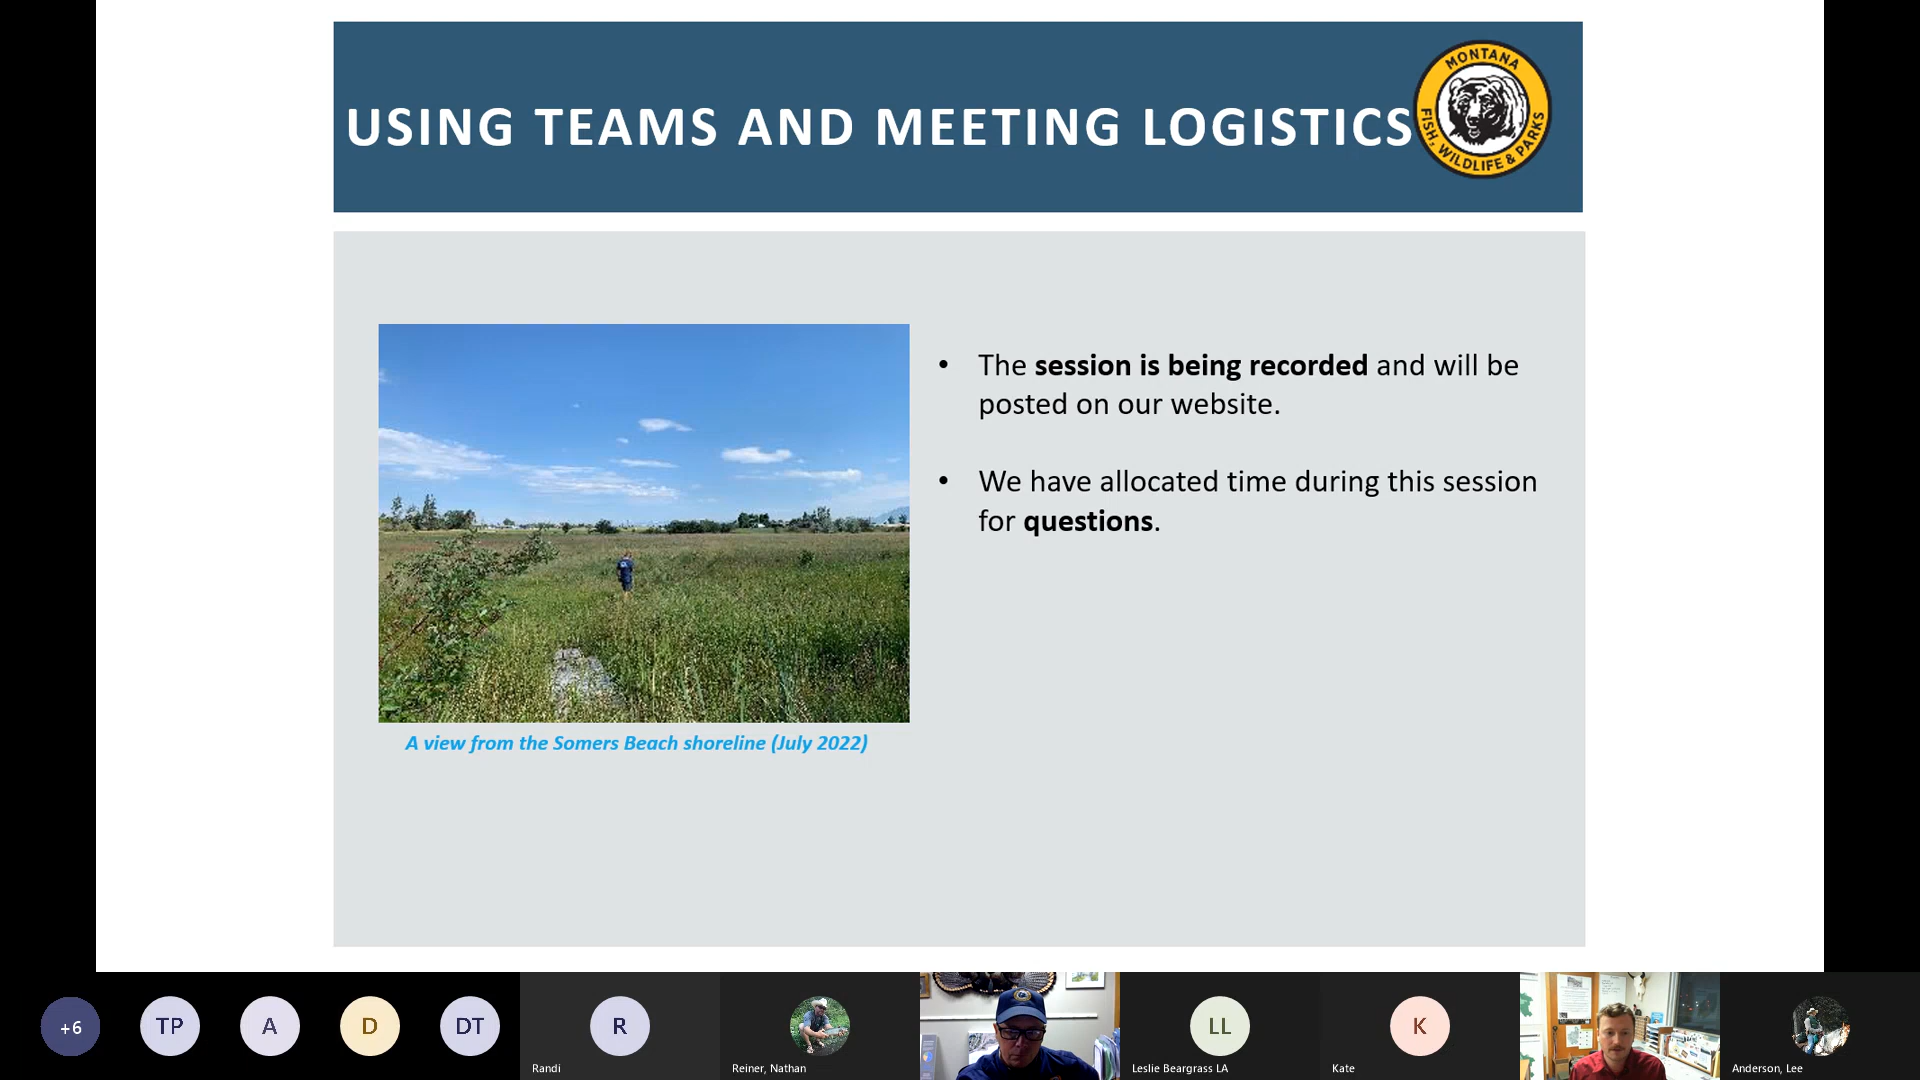 USING TEAMS AND MEETING LOGISTICS
MONTANA
FISH, WILDLIFE & PARKS
• The session is being recorded and will be
posted on our website.
• We have allocated time during this session
for questions.
A view from the Somers Beach shoreline (July 2022)
+6
TP
A
D
DT
R
LL
K
Randi
Reiner, Nathan
Leslie Beargrass LA
Kate
Anderson, Lee